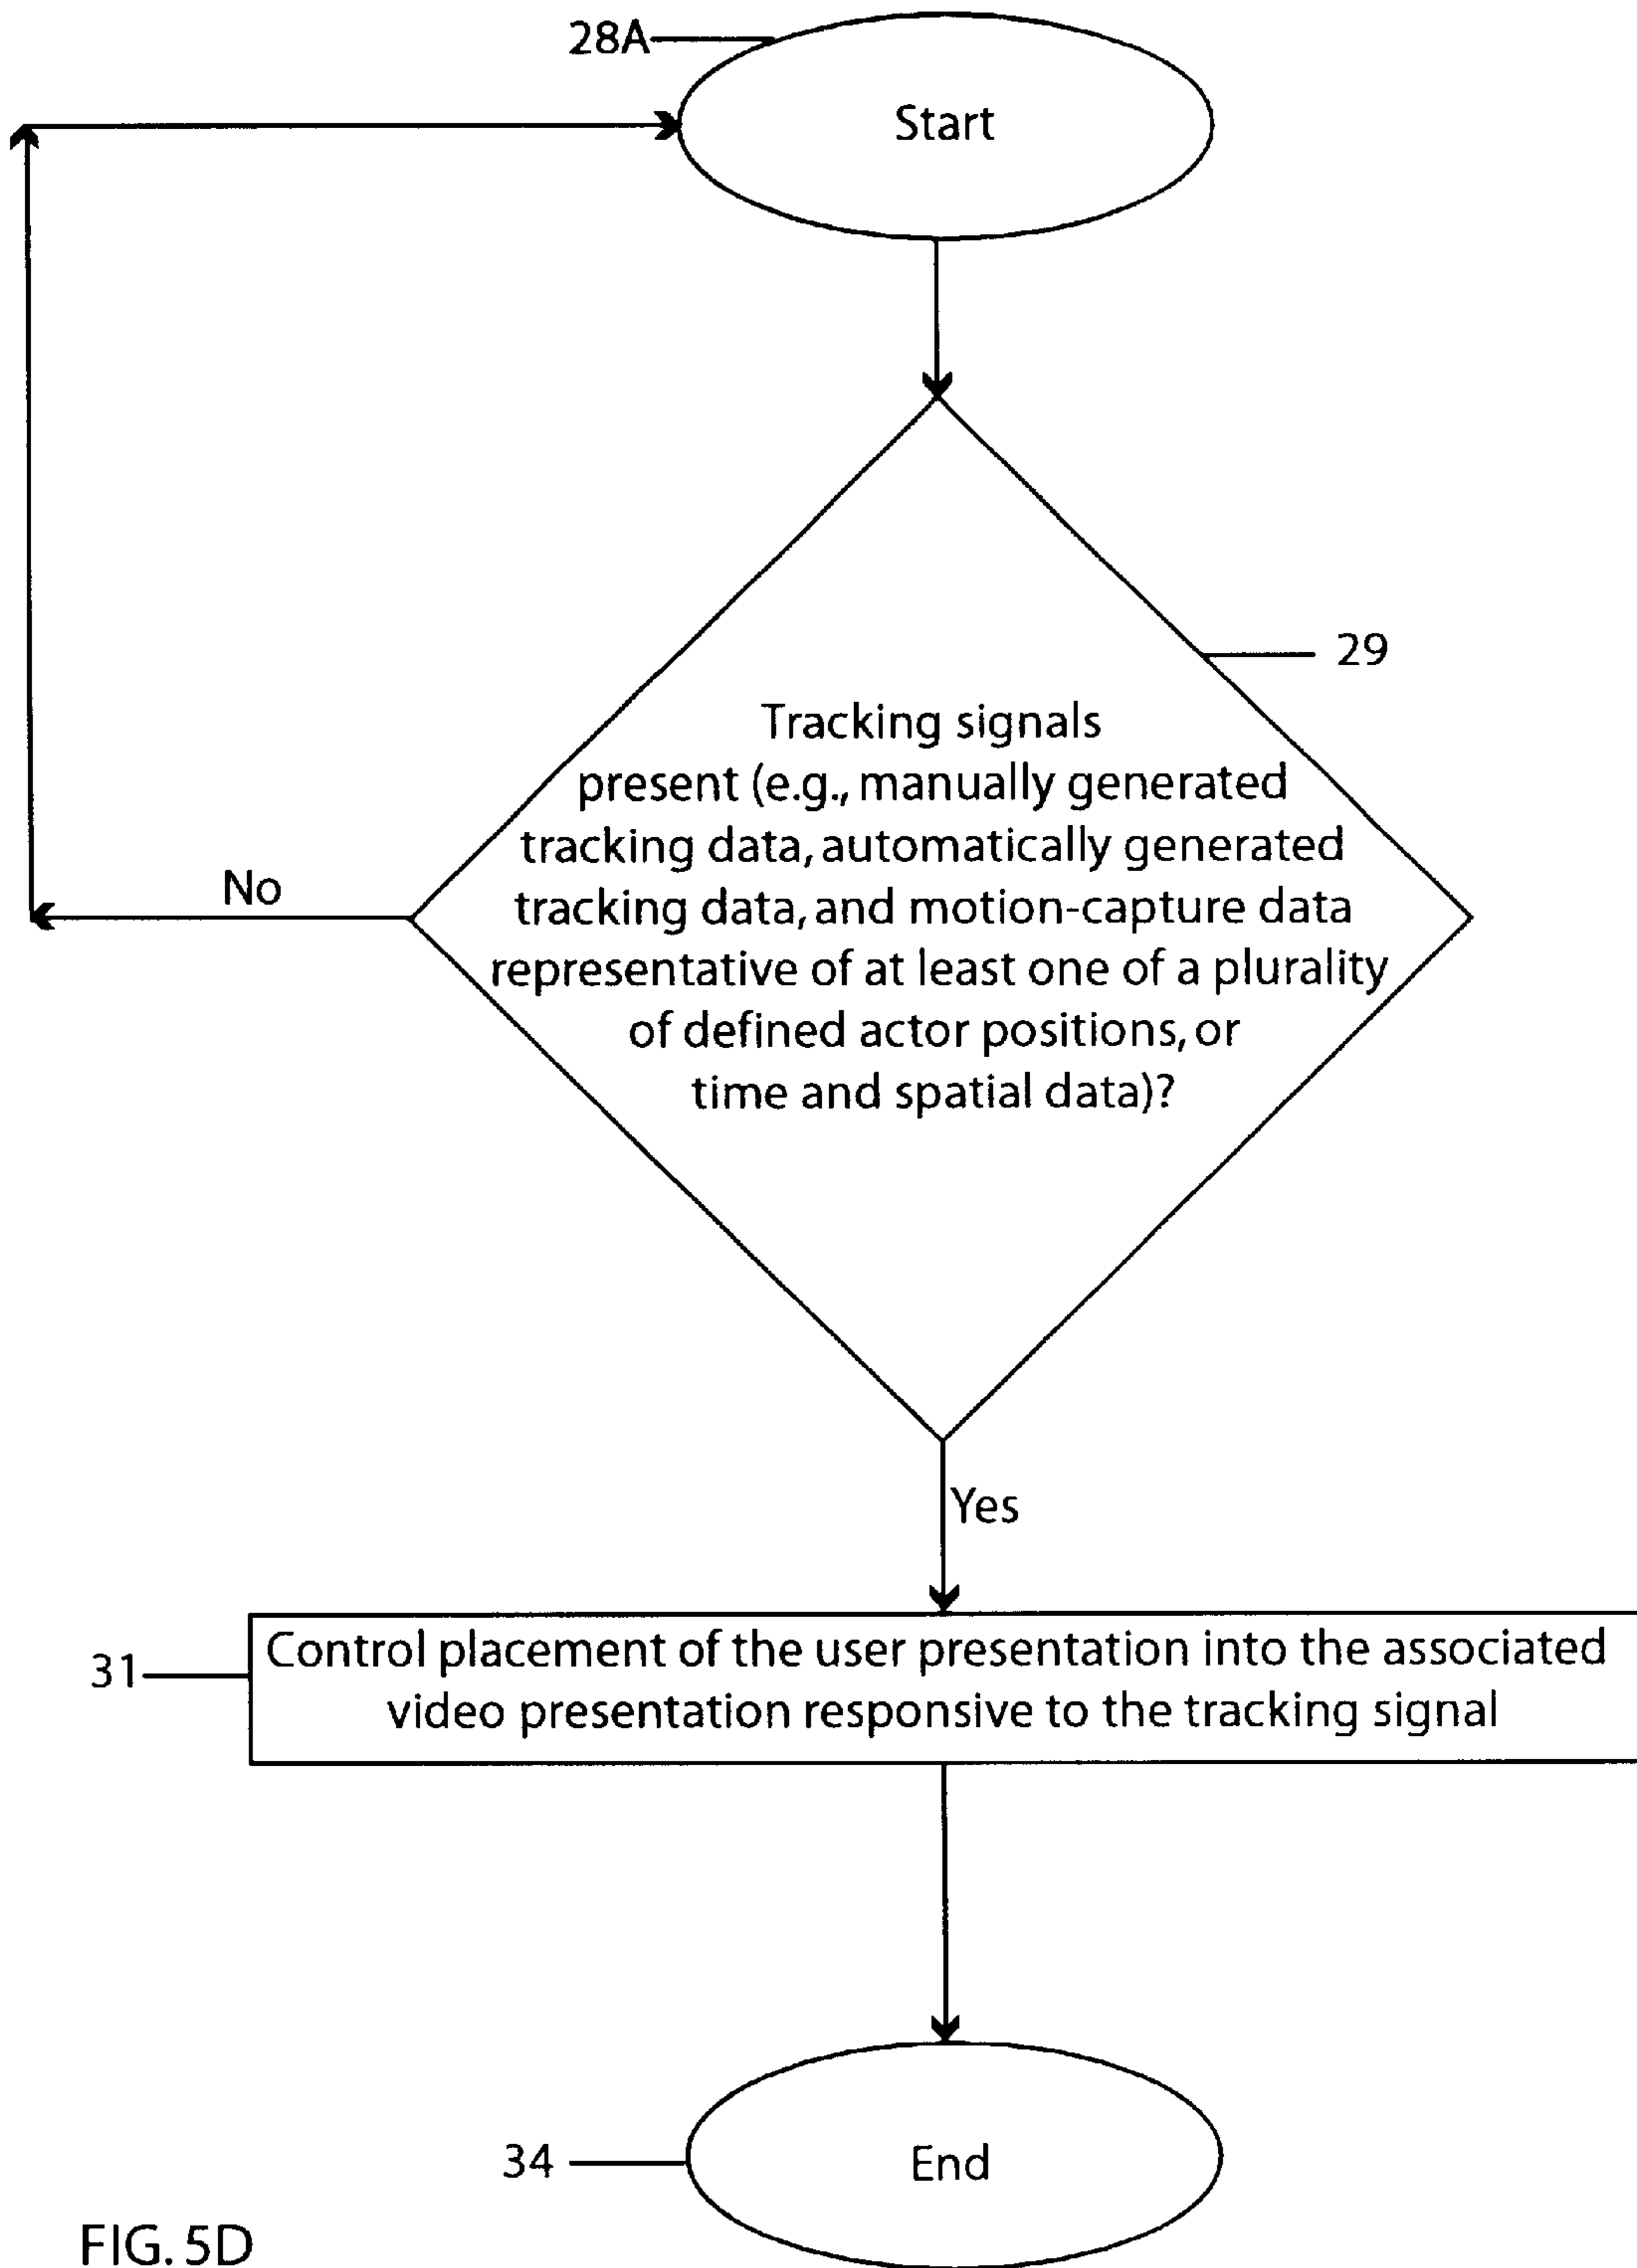 28A
Start
29
Tracking signals
present (e.g., manually generated
tracking data, automatically generated
tracking data, and motion-capture data
representative of at least one of a plurality
of defined actor positions, or
time and spatial data)?
No
Yes
31
Control placement of the user presentation into the associated
video presentation responsive to the tracking signal
34
End
FIG. 5D